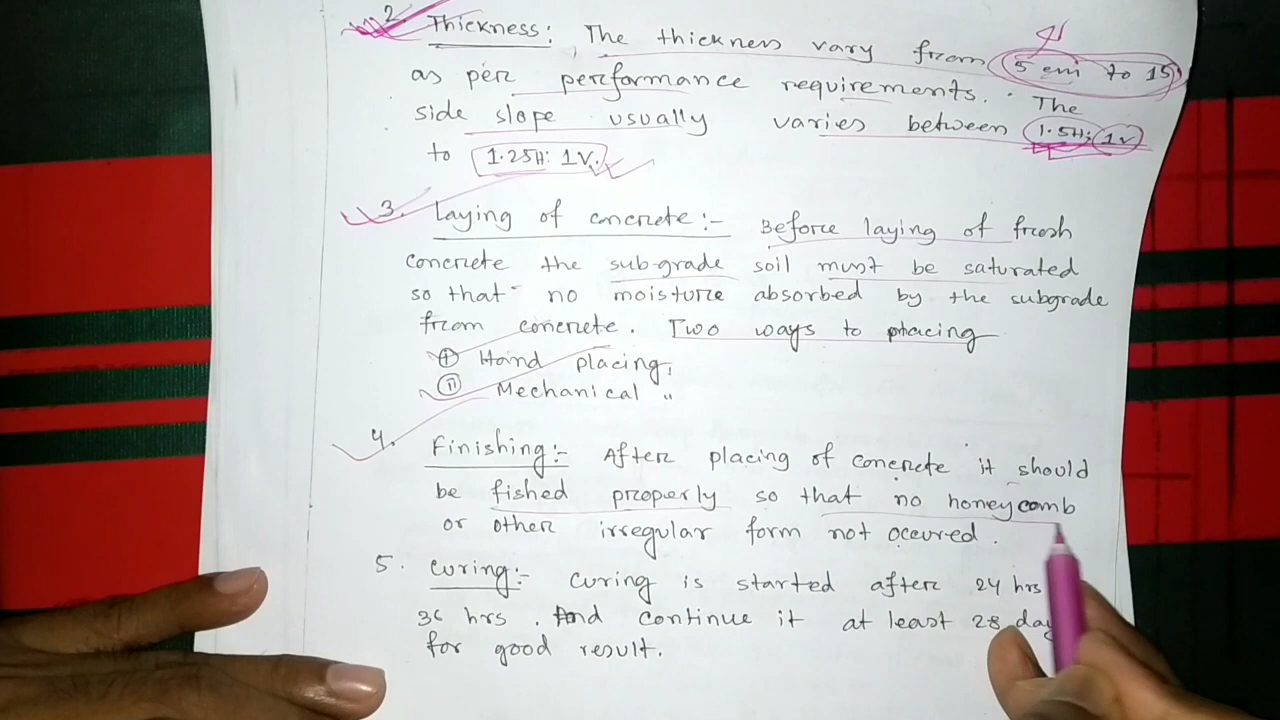 2. Thickness: The thickness vary from 5 cm to 15
as per performance requirements. The
side slope usually varies between 1.5H: 1V
to 1.25H: 1V.
3. Laying of concrete:- Before laying of fresh
concrete the sub-grade soil must be saturated
so that no moisture absorbed by the subgrade
from concrete. Two ways to placing
(i) Hand placing,
(ii) Mechanical "
4. Finishing:- After placing of concrete it should
be fished properly so that no honeycomb
or other irregular form not occured.
5. Curing:- Curing is started after 24 hrs
36 hrs. And continue it at least 28 day
for good result.